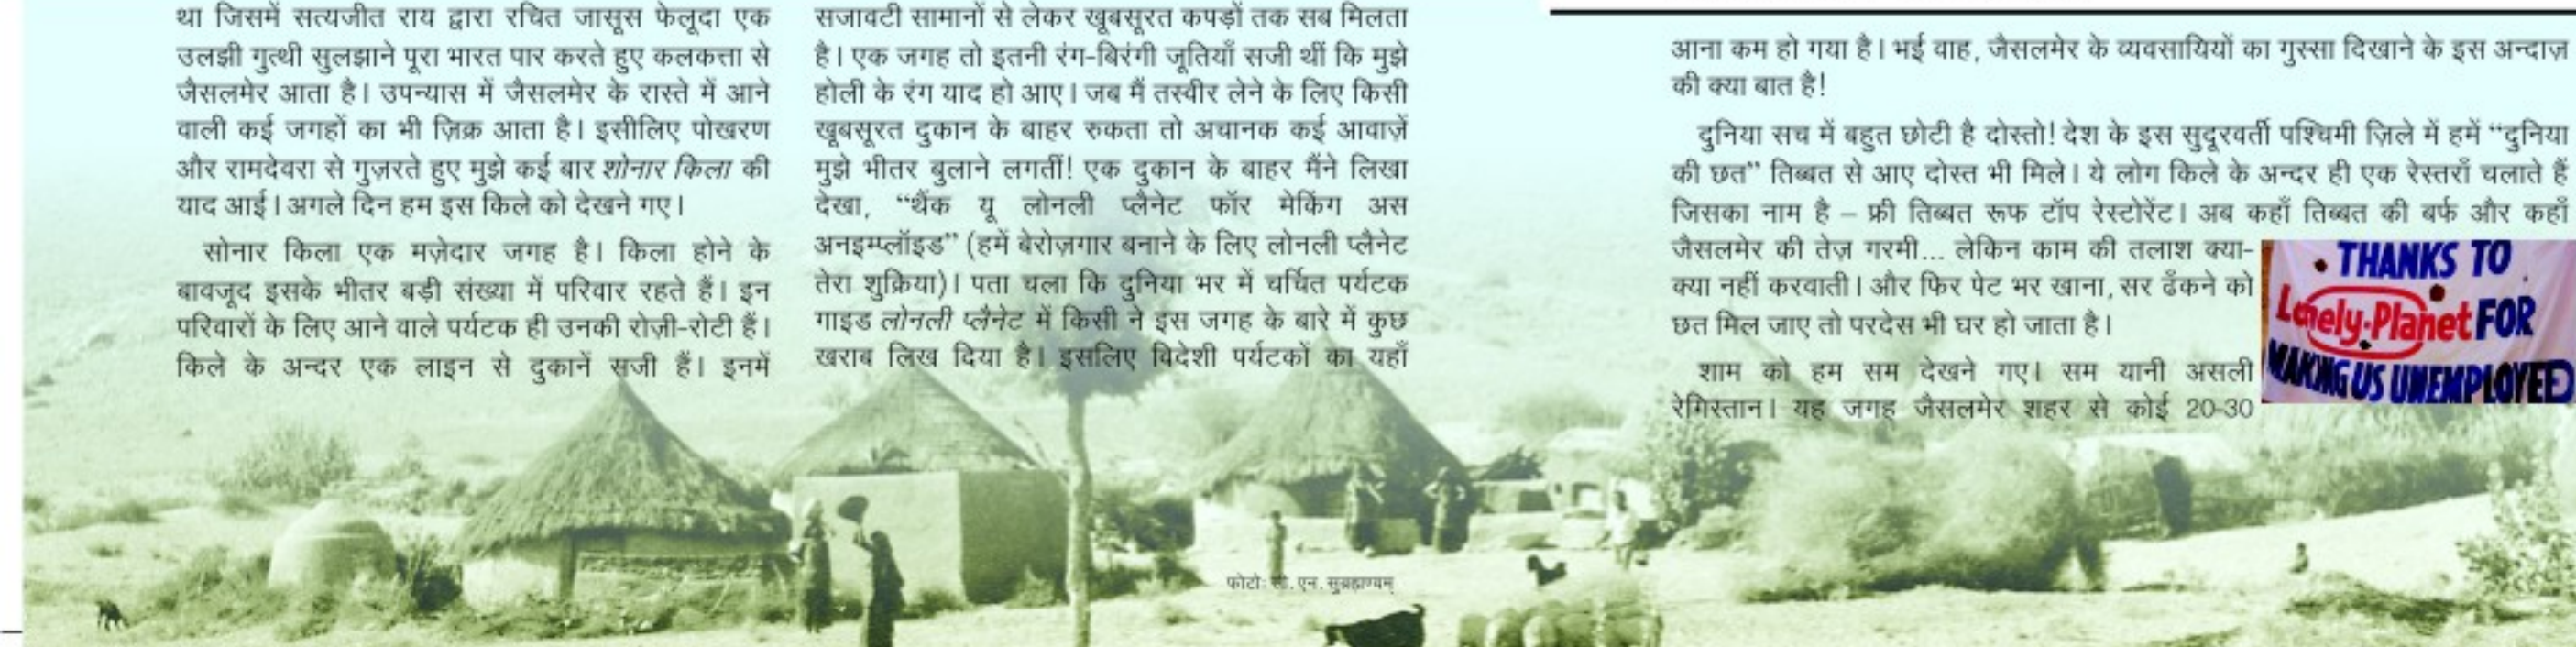 था जिसमें सत्यजीत राय द्वारा रचित जासूस फेलूदा एक
उलझी गुत्थी सुलझाने पूरा भारत पार करते हुए कलकत्ता से
जैसलमेर आता है। उपन्यास में जैसलमेर के रास्ते में आने
वाली कई जगहों का भी ज़िक्र आता है। इसीलिए पोखरण
और रामदेवरा से गुज़रते हुए मुझे कई बार शोनार किला की
याद आई। अगले दिन हम इस किले को देखने गए।
सोनार किला एक मज़ेदार जगह है। किला होने के
बावजूद इसके भीतर बड़ी संख्या में परिवार रहते हैं। इन
परिवारों के लिए आने वाले पर्यटक ही उनकी रोज़ी-रोटी हैं।
किले के अन्दर एक लाइन से दुकानें सजी हैं। इनमें
सजावटी सामानों से लेकर खूबसूरत कपड़ों तक सब मिलता
है। एक जगह तो इतनी रंग-बिरंगी जूतियाँ सजी थीं कि मुझे
होली के रंग याद हो आए। जब मैं तस्वीर लेने के लिए किसी
खूबसूरत दुकान के बाहर रुकता तो अचानक कई आवाज़ें
मुझे भीतर बुलाने लगतीं! एक दुकान के बाहर मैंने लिखा
देखा, “थैंक यू लोनली प्लैनेट फॉर मेकिंग अस
अनइम्प्लॉइड” (हमें बेरोज़गार बनाने के लिए लोनली प्लैनेट
तेरा शुक्रिया)। पता चला कि दुनिया भर में चर्चित पर्यटक
गाइड लोनली प्लैनेट में किसी ने इस जगह के बारे में कुछ
खराब लिख दिया है। इसलिए विदेशी पर्यटकों का यहाँ
आना कम हो गया है। भई वाह, जैसलमेर के व्यवसायियों का गुस्सा दिखाने के इस अन्दाज़
की क्या बात है!
दुनिया सच में बहुत छोटी है दोस्तो! देश के इस सुदूरवर्ती पश्चिमी ज़िले में हमें “दुनिया
की छत” तिब्बत से आए दोस्त भी मिले। ये लोग किले के अन्दर ही एक रेस्तराँ चलाते हैं
जिसका नाम है – फ्री तिब्बत रूफ टॉप रेस्टोरेंट। अब कहाँ तिब्बत की बर्फ और कहाँ
जैसलमेर की तेज़ गरमी... लेकिन काम की तलाश क्या-
क्या नहीं करवाती। और फिर पेट भर खाना, सर ढँकने को
छत मिल जाए तो परदेस भी घर हो जाता है।
शाम को हम सम देखने गए। सम यानी असली
रेगिस्तान। यह जगह जैसलमेर शहर से कोई 20-30
THANKS TO
Lonely-Planet FOR
MAKING US UNEMPLOYED
फोटोः सी. एन. सुब्रह्मण्यम्